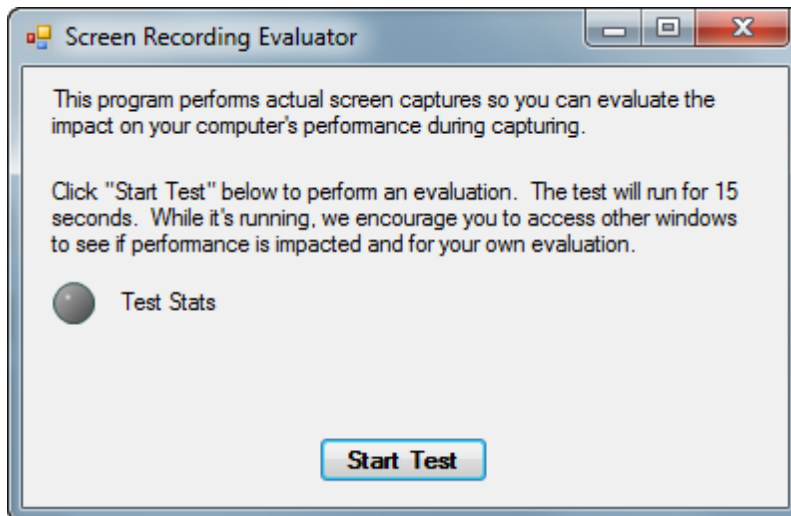 Screen Recording Evaluator
This program performs actual screen captures so you can evaluate the
impact on your computer's performance during capturing.
Click "Start Test" below to perform an evaluation.  The test will run for 15
seconds.  While it's running, we encourage you to access other windows
to see if performance is impacted and for your own evaluation.
Test Stats
Start Test